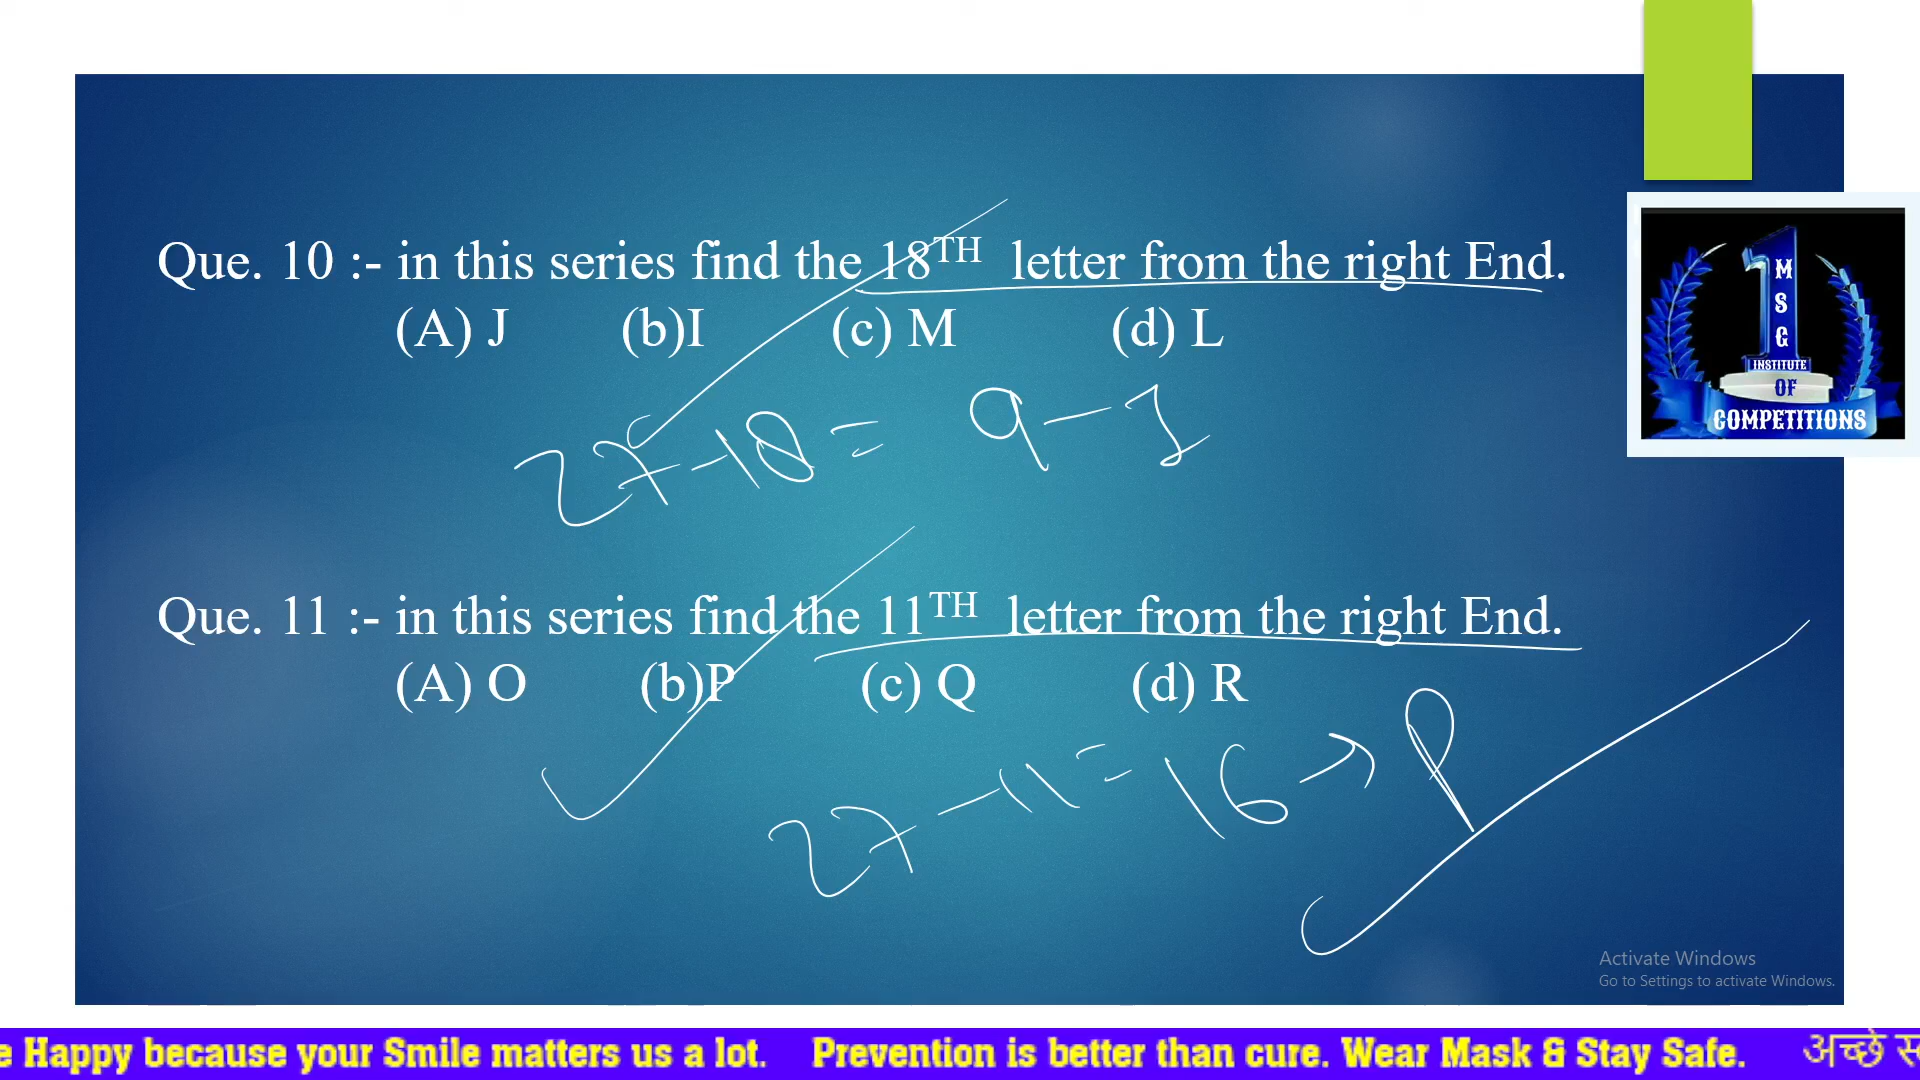 Que. 10 :- in this series find the 18TH letter from the right End.
(A) J (b)I (c) M (d) L
27-18= 9-I
Que. 11 :- in this series find the 11TH letter from the right End.
(A) O (b)P (c) Q (d) R
27-11=16→P
1
M
S
G
INSTITUTE
OF
COMPETITIONS
Activate Windows
Go to Settings to activate Windows.
e Happy because your Smile matters us a lot. Prevention is better than cure. Wear Mask & Stay Safe. अच्छे